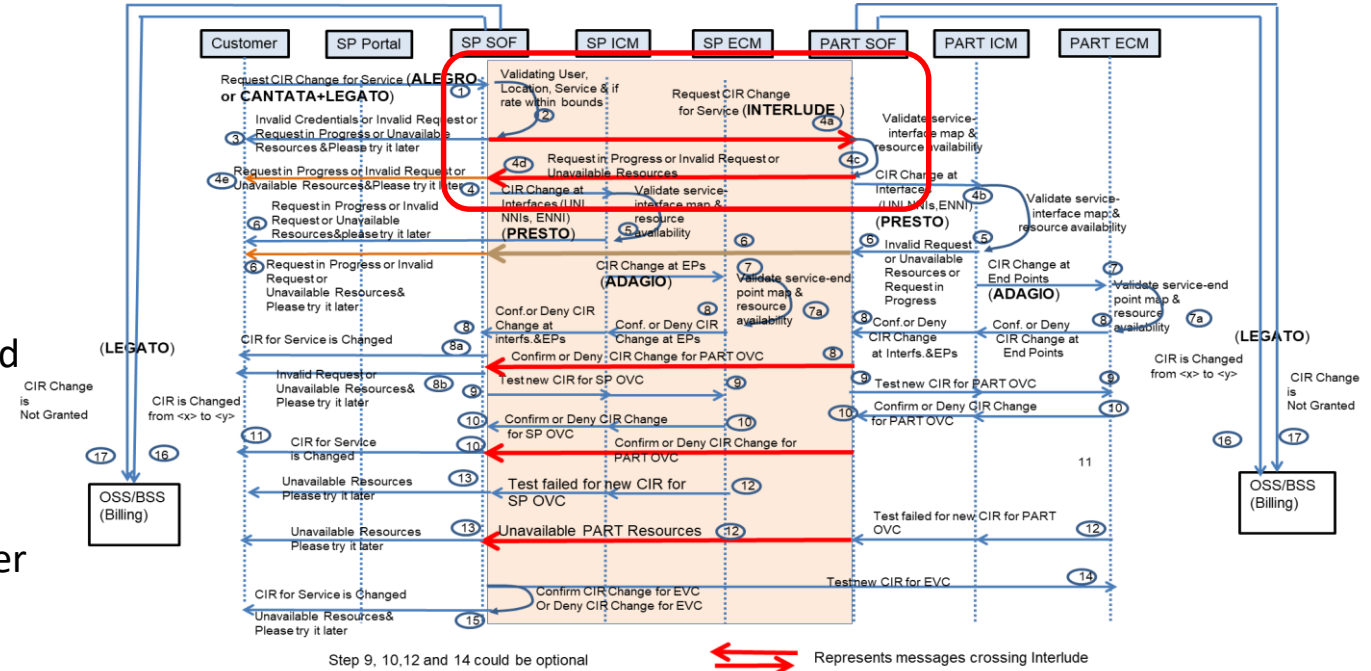 Customer
SP Portal
SP SOF
SP ICM
SP ECM
PART SOF
PART ICM
PART ECM
Request CIR Change for Service (ALEGRO
or CANTATA+LEGATO)
1
Validating User,
Location, Service & if
rate within bounds
2
Request CIR Change
for Service (INTERLUDE )
4a
Invalid Credentials or Invalid Request or
Request in Progress or Unavailable
Resources &Please try it later
3
Validate service-
interface map &
resource availability
4c
4d
Request in Progress or Invalid Request or
Unavailable Resources
4e
Request in Progress or Invalid Request or
Unavailable Resources&Please try it later
4
CIR Change at
Interfaces (UNI,
NNIs, ENNI)
(PRESTO)
Validate service-
interface map &
resource
availability
5
CIR Change at
Interfaces
(UNI,NNIs,ENNI)
(PRESTO)
4b
Validate service-
interface map &
resource availability
5
Request in Progress or Invalid
Request or Unavailable
Resources&please try it later
6
6
6
Invalid Request
or Unavailable
Resources or
Request in
Progress
6
Request in Progress or Invalid
Request or
Unavailable Resources&
Please try it later
CIR Change at EPs
(ADAGIO)
7
Validate service-end
point map &
resource
availability
7a
CIR Change at
End Points
(ADAGIO)
7
Validate service-end
point map &
resource
availability
7a
8
Conf. or Deny CIR
Change at
interfs.&EPs
8
Conf. or Deny CIR
Change at EPs
8
Conf. or Deny
CIR Change
at Interfs.&EPs
8
Conf. or Deny
CIR Change at
End Points
(LEGATO)
CIR for Service is Changed
8a
Confirm or Deny CIR Change for PART OVC
8
(LEGATO)
ed
CIR Change
is
Not Granted
CIR is Changed
from <x> to <y>
Invalid Request or
Unavailable Resources&
Please try it later
8b
9
Test new CIR for SP OVC
9
9
Test new CIR for PART OVC
9
CIR is Changed
from <x> to <y>
CIR Change
is
Not Granted
10
Confirm or Deny CIR Change
for SP OVC
10
10
Confirm or Deny CIR Change
for PART OVC
10
11
CIR for Service
is Changed
10
Confirm or Deny CIR Change for
PART OVC
11
17
16
16
17
OSS/BSS
(Billing)
OSS/BSS
(Billing)
Unavailable Resources
Please try it later
13
Test failed for new CIR for
SP OVC
12
Unavailable Resources
Please try it later
13
Unavailable PART Resources
12
Test failed for new CIR for PART
OVC
12
er
Test new CIR for EVC
14
CIR for Service is Changed
Confirm CIR Change for EVC
Or Deny CIR Change for EVC
Unavailable Resources&
Please try it later
15
Step 9, 10,12 and 14 could be optional
Represents messages crossing Interlude